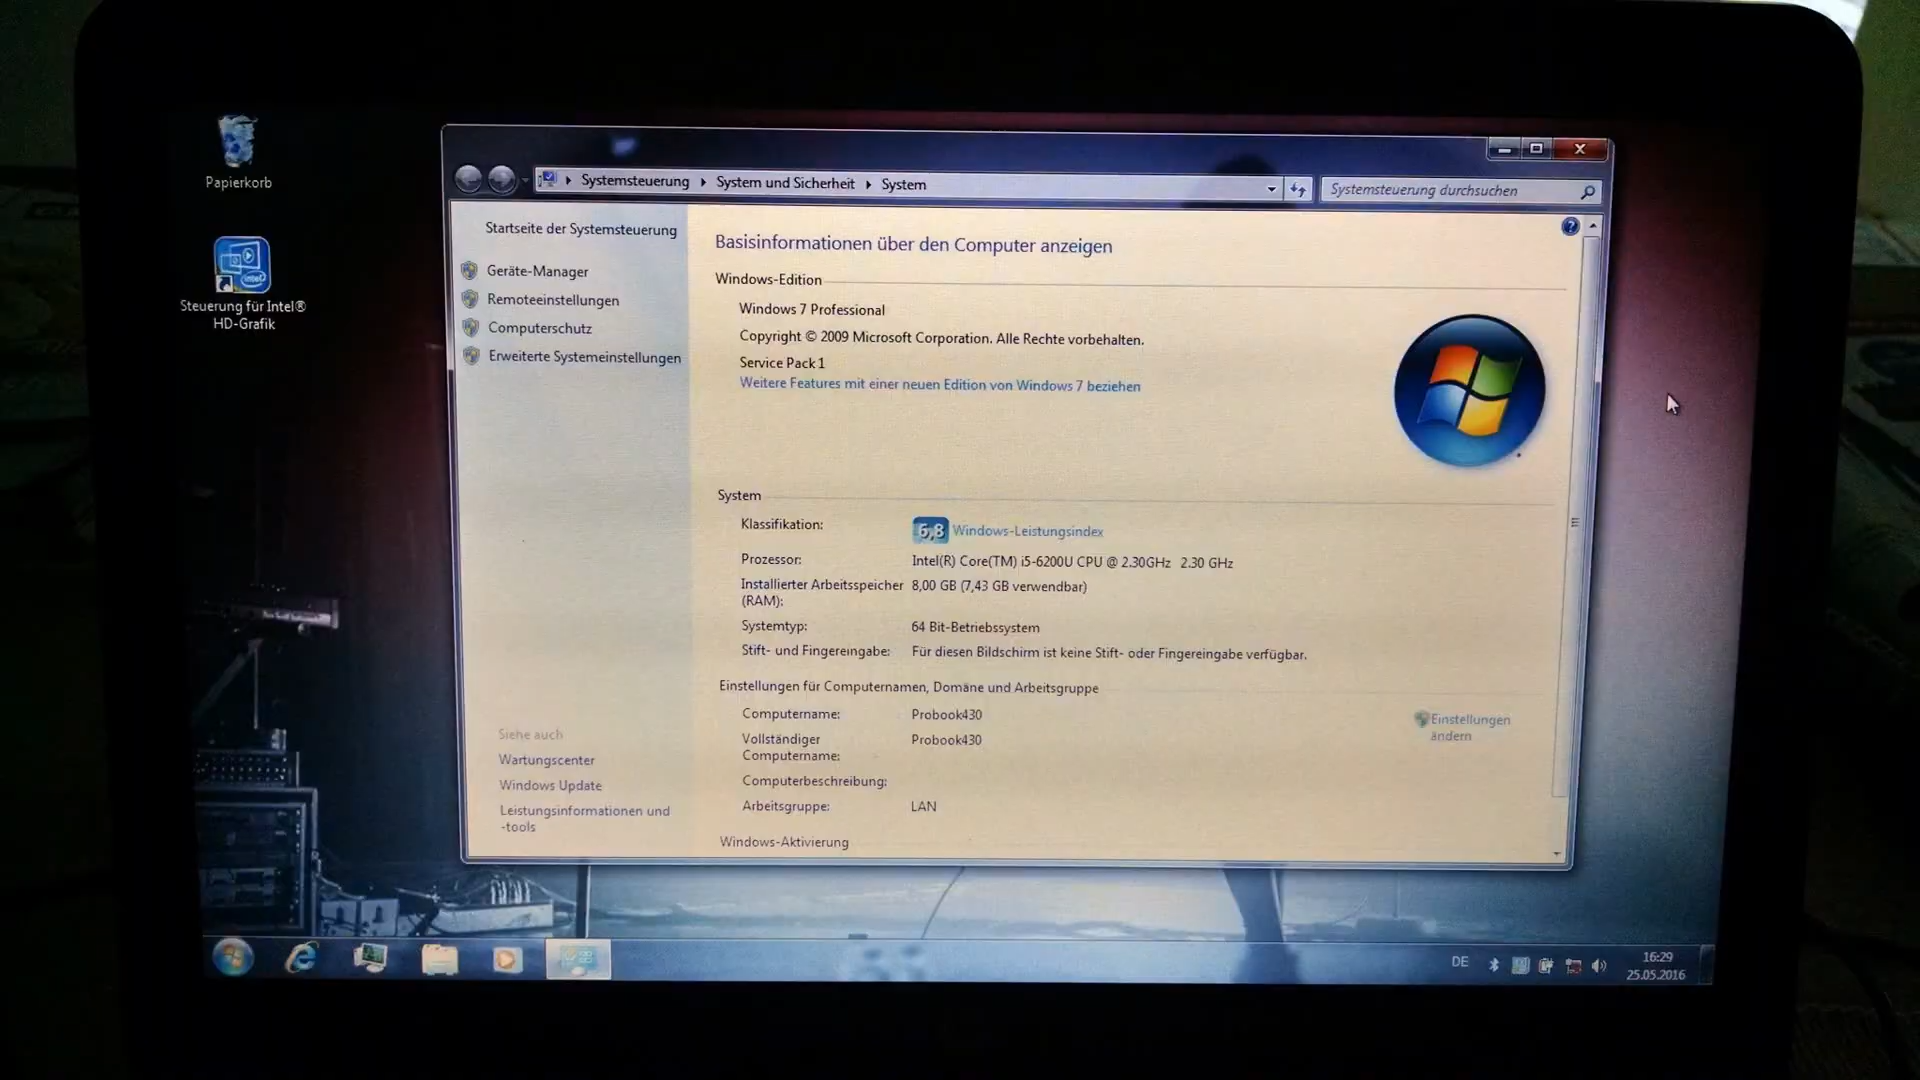 Papierkorb
Steuerung für Intel®
HD-Grafik
Systemsteuerung
System und Sicherheit
System
Systemsteuerung durchsuchen
Startseite der Systemsteuerung
Geräte-Manager
Remoteeinstellungen
Computerschutz
Erweiterte Systemeinstellungen
Siehe auch
Wartungscenter
Windows Update
Leistungsinformationen und
-tools
Basisinformationen über den Computer anzeigen
Windows-Edition
Windows 7 Professional
Copyright © 2009 Microsoft Corporation. Alle Rechte vorbehalten.
Service Pack 1
Weitere Features mit einer neuen Edition von Windows 7 beziehen
System
Klassifikation: 6,8 Windows-Leistungsindex
Prozessor: Intel(R) Core(TM) i5-6200U CPU @ 2.30GHz 2.30 GHz
Installierter Arbeitsspeicher 8,00 GB (7,43 GB verwendbar)
(RAM):
Systemtyp: 64 Bit-Betriebssystem
Stift- und Fingereingabe: Für diesen Bildschirm ist keine Stift- oder Fingereingabe verfügbar.
Einstellungen für Computernamen, Domäne und Arbeitsgruppe
Computername: Probook430
Einstellungen
ändern
Vollständiger Probook430
Computername:
Computerbeschreibung:
Arbeitsgruppe: LAN
Windows-Aktivierung
DE
16:29
25.05.2016